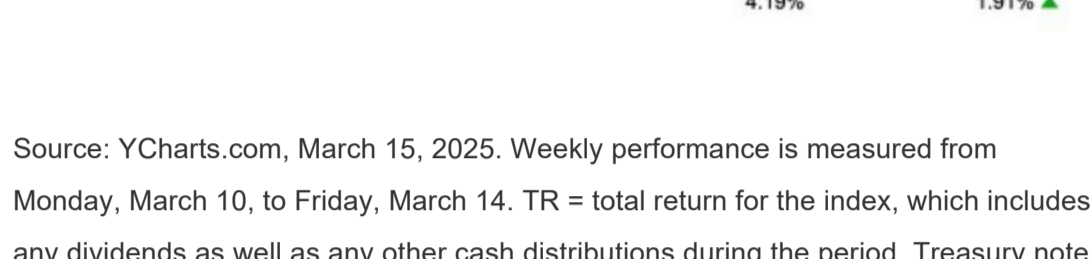 4.19% 1.91%
Source: YCharts.com, March 15, 2025. Weekly performance is measured from
Monday, March 10, to Friday, March 14. TR = total return for the index, which includes
any dividends as well as any other cash distributions during the period. Treasury note